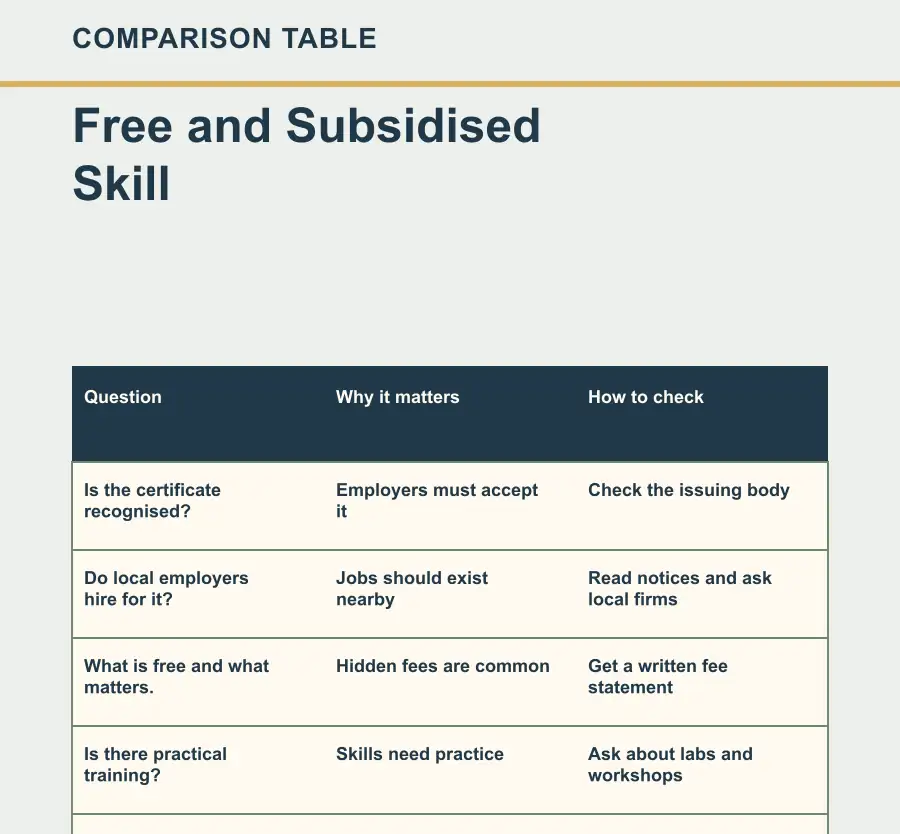 COMPARISON TABLE
Free and Subsidised
Skill
Question Why it matters How to check
Is the certificate Employers must accept Check the issuing body
recognised? it
Do local employers Jobs should exist Read notices and ask
hire for it? nearby local firms
What is free and what Hidden fees are common Get a written fee
matters. statement
Is there practical Skills need practice Ask about labs and
training? workshops